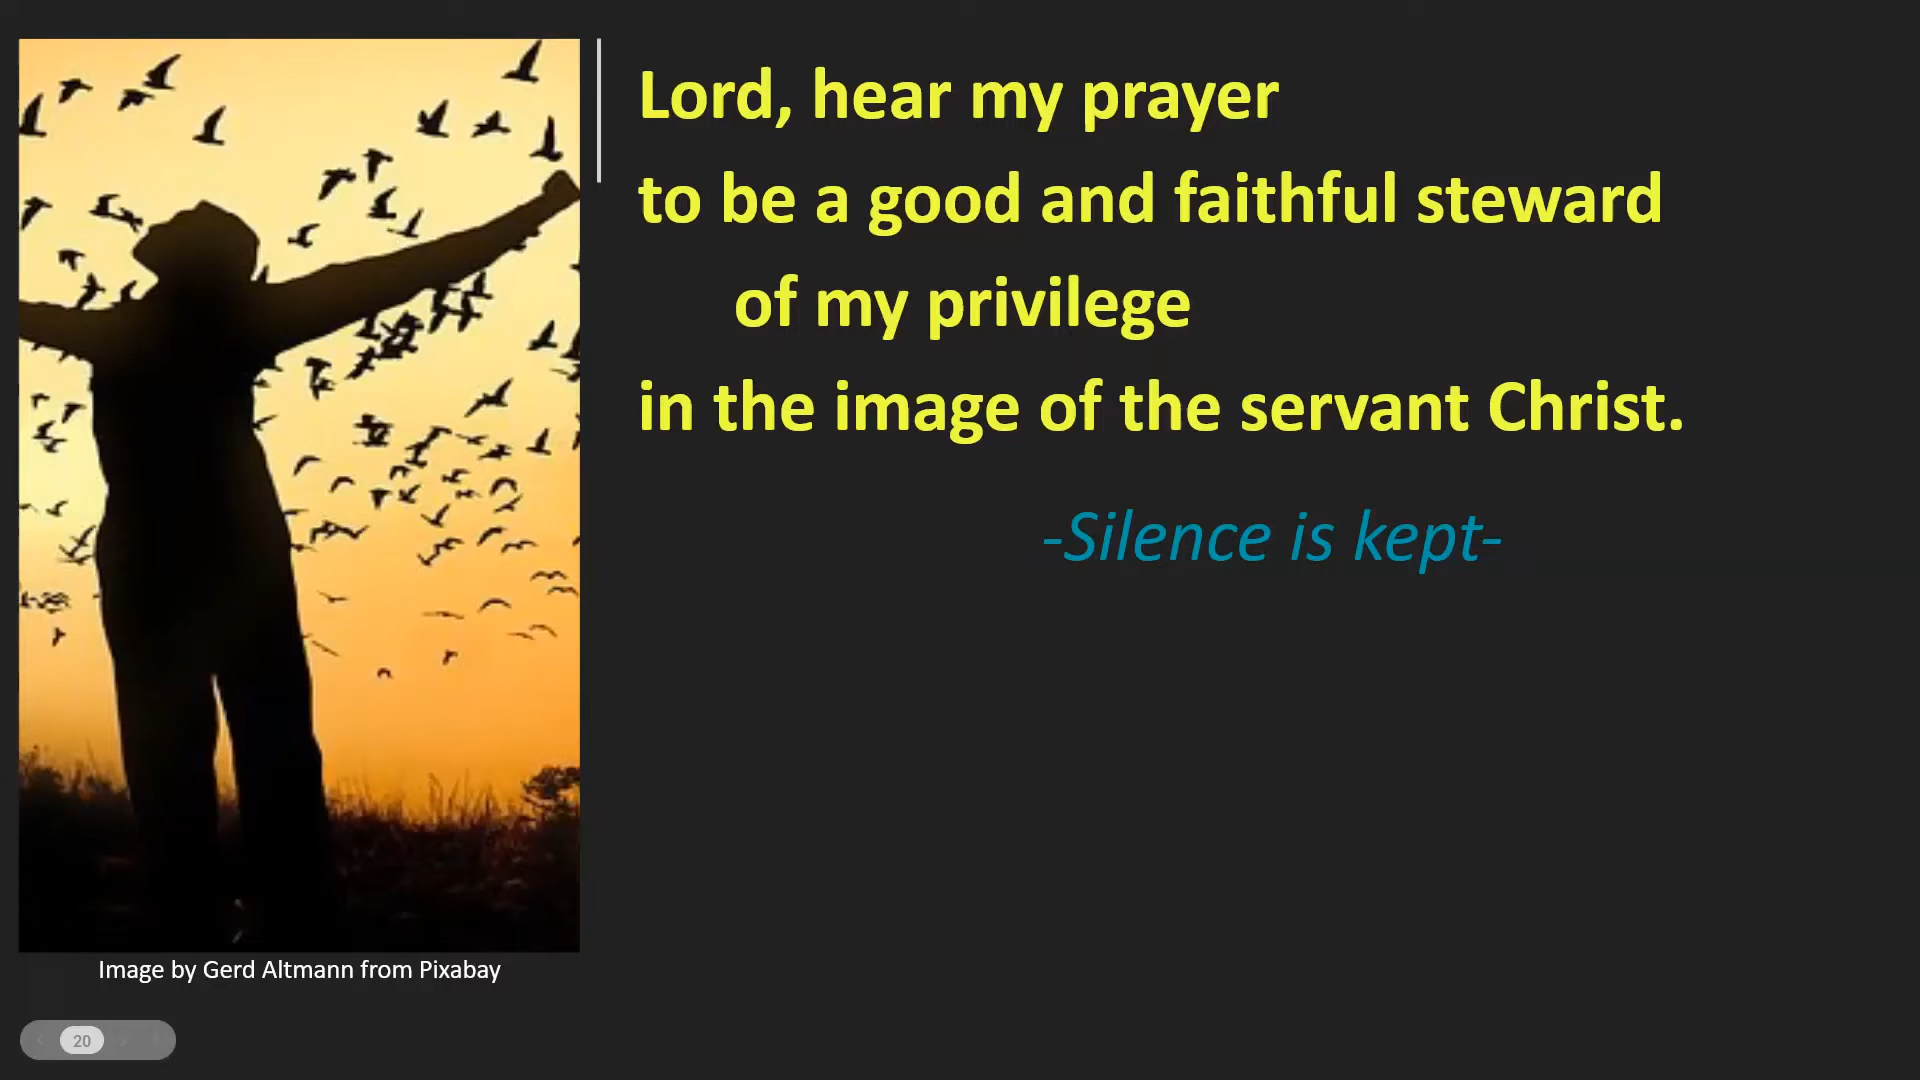 Lord, hear my prayer
to be a good and faithful steward
of my privilege
in the image of the servant Christ.
-Silence is kept-
Image by Gerd Altmann from Pixabay
20